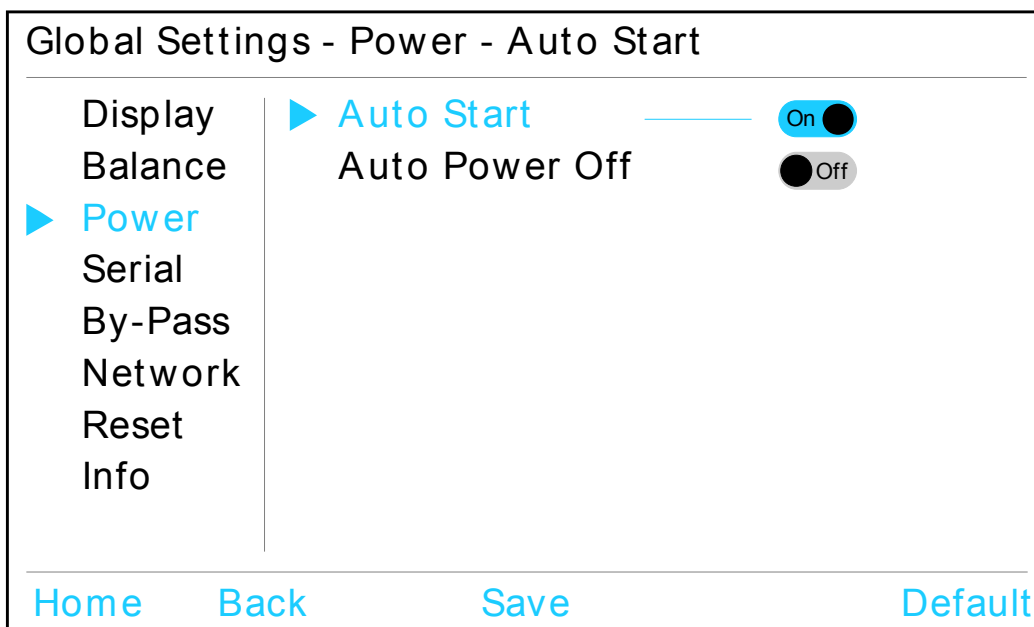 Global Settings - Power - Auto Start
Display
Balance
Power
Serial
By-Pass
Network
Reset
Info
Auto Start On
Auto Power Off Off
Home Back Save Default